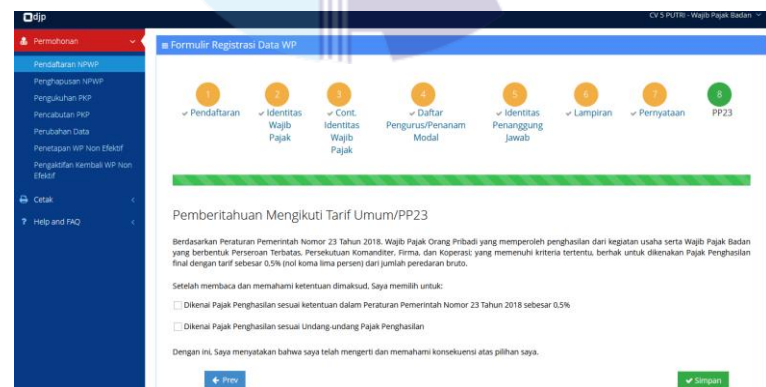 djp
CV 5 PUTRI - Wajib Pajak Badan
Permohonan
Pendaftaran NPWP
Penghapusan NPWP
Pengukuhan PKP
Pencabutan PKP
Perubahan Data
Penetapan WP Non Efektif
Pengaktifan Kembali WP Non
Efektif
Cetak
Help and FAQ
Formulir Registrasi Data WP
1
Pendaftaran
2
Identitas
Wajib
Pajak
3
Cont.
Identitas
Wajib
Pajak
4
Daftar
Pengurus/Penanam
Modal
5
Identitas
Penanggung
Jawab
6
Lampiran
7
Pernyataan
8
PP23
Pemberitahuan Mengikuti Tarif Umum/PP23
Berdasarkan Peraturan Pemerintah Nomor 23 Tahun 2018. Wajib Pajak Orang Pribadi yang memperoleh penghasilan dari kegiatan usaha serta Wajib Pajak Badan
yang berbentuk Perseroan Terbatas, Persekutuan Komanditer, Firma, dan Koperasi; yang memenuhi kriteria tertentu, berhak untuk dikenakan Pajak Penghasilan
final dengan tarif sebesar 0,5% (nol koma lima persen) dari jumlah peredaran bruto.
Setelah membaca dan memahami ketentuan dimaksud, Saya memilih untuk:
Dikenai Pajak Penghasilan sesuai ketentuan dalam Peraturan Pemerintah Nomor 23 Tahun 2018 sebesar 0,5%
Dikenai Pajak Penghasilan sesuai Undang-undang Pajak Penghasilan
Dengan ini, Saya menyatakan bahwa saya telah mengerti dan memahami konsekuensi atas pilihan saya.
Prev
Simpan